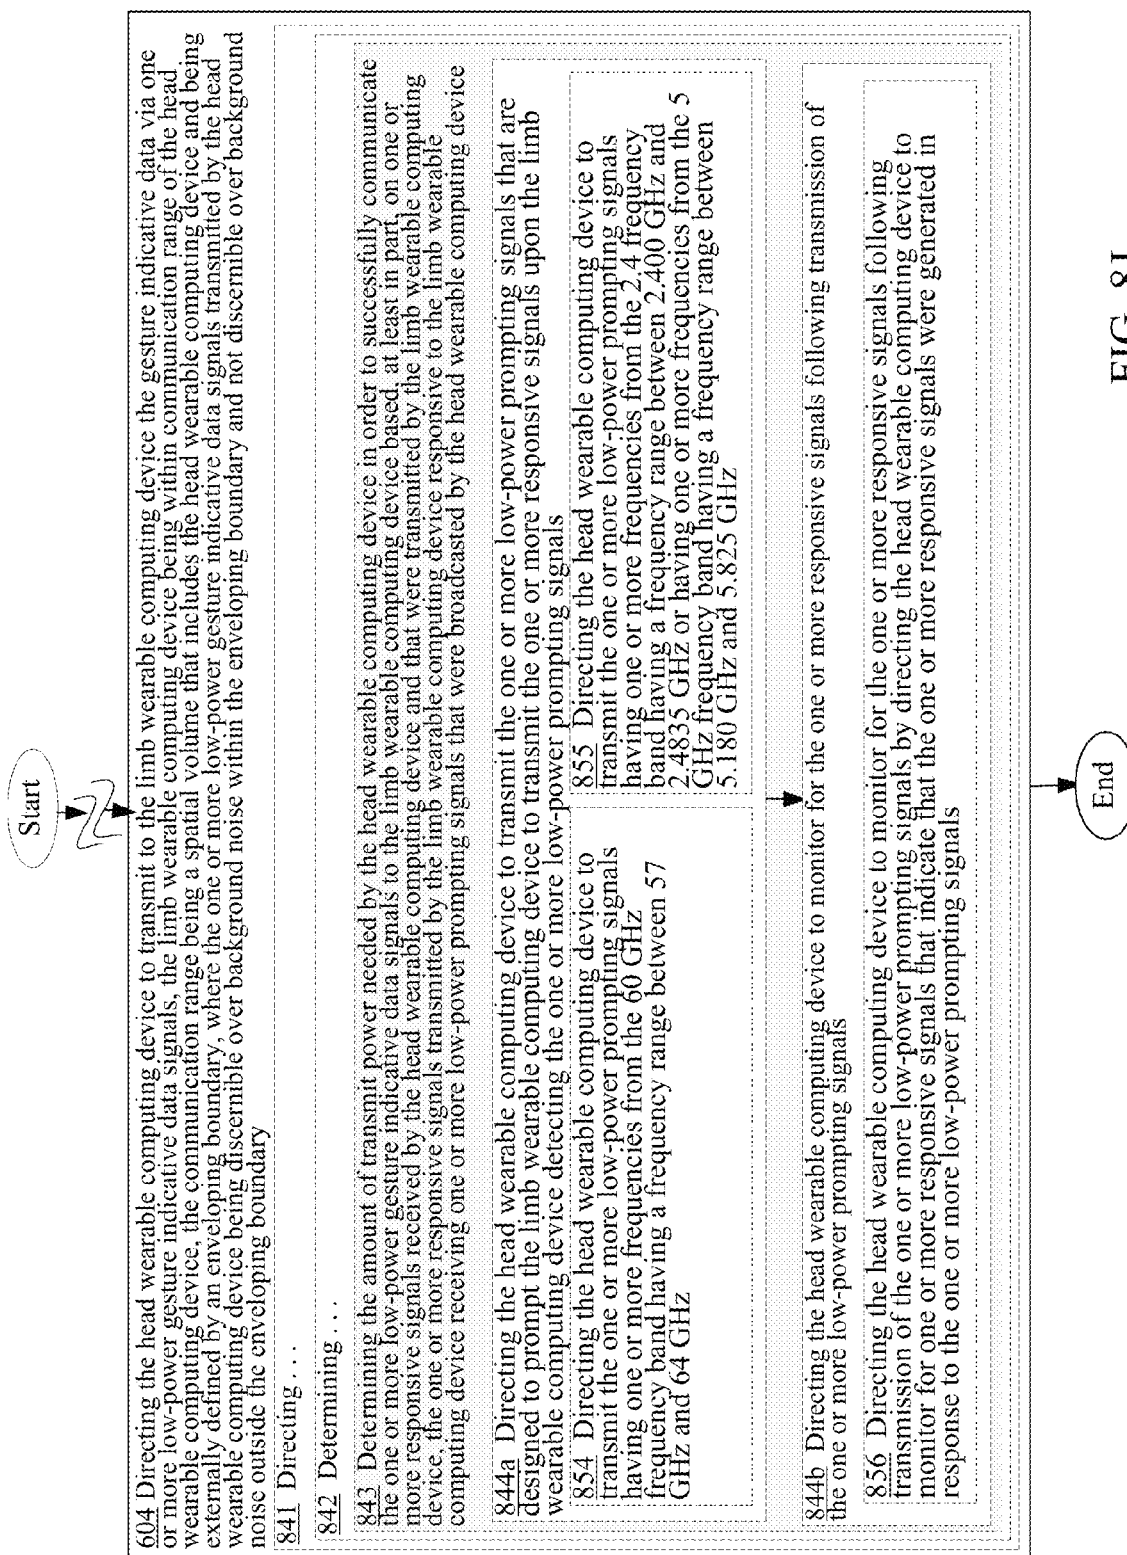 Start
604 Directing the head wearable computing device to transmit to the limb wearable computing device the gesture indicative data via one
or more low-power gesture indicative data signals, the limb wearable computing device being within communication range of the head
wearable computing device, the communication range being a spatial volume that includes the head wearable computing device and being
externally defined by an enveloping boundary, where the one or more low-power gesture indicative data signals transmitted by the head
wearable computing device being discernible over background noise within the enveloping boundary and not discernible over background
noise outside the enveloping boundary
841 Directing . . .
842 Determining . . .
843 Determining the amount of transmit power needed by the head wearable computing device in order to successfully communicate
the one or more low-power gesture indicative data signals to the limb wearable computing device based, at least in part, on one or
more responsive signals received by the head wearable computing device and that were transmitted by the limb wearable computing
device, the one or more responsive signals transmitted by the limb wearable computing device responsive to the limb wearable
computing device receiving one or more low-power prompting signals that were broadcasted by the head wearable computing device
844a Directing the head wearable computing device to transmit the one or more low-power prompting signals that are
designed to prompt the limb wearable computing device to transmit the one or more responsive signals upon the limb
wearable computing device detecting the one or more low-power prompting signals
854 Directing the head wearable computing device to
transmit the one or more low-power prompting signals
having one or more frequencies from the 60 GHz
frequency band having a frequency range between 57
GHz and 64 GHz
855 Directing the head wearable computing device to
transmit the one or more low-power prompting signals
having one or more frequencies from the 2.4 frequency
band having a frequency range between 2.400 GHz and
2.4835 GHz or having one or more frequencies from the 5
GHz frequency band having a frequency range between
5.180 GHz and 5.825 GHz
844b Directing the head wearable computing device to monitor for the one or more responsive signals following transmission of
the one or more low-power prompting signals
856 Directing the head wearable computing device to monitor for the one or more responsive signals following
transmission of the one or more low-power prompting signals by directing the head wearable computing device to
monitor for one or more responsive signals that indicate that the one or more responsive signals were generated in
response to the one or more low-power prompting signals
End